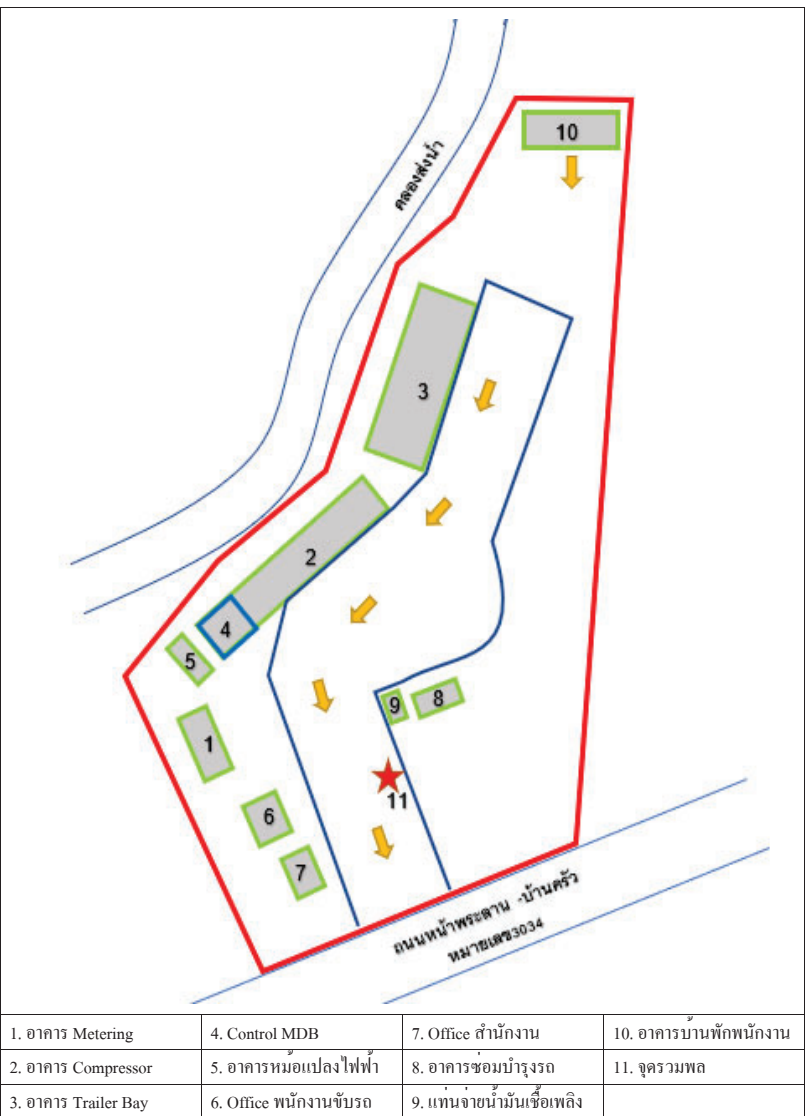 10
คลองส่งน้ำ
3
2
4
5
9
8
1
11
6
7
ถนนหน้าพระลาน -บ้านครัว
หมายเลข3034
1. อาคาร Metering
4. Control MDB
7. Office สำนักงาน
10. อาคารบ้านพักพนักงาน
2. อาคาร Compressor
5. อาคารหม้อแปลงไฟฟ้า
8. อาคารซ่อมบำรุงรถ
11. จุดรวมพล
3. อาคาร Trailer Bay
6. Office พนักงานขับรถ
9. แท่นจ่ายน้ำมันเชื้อเพลิง